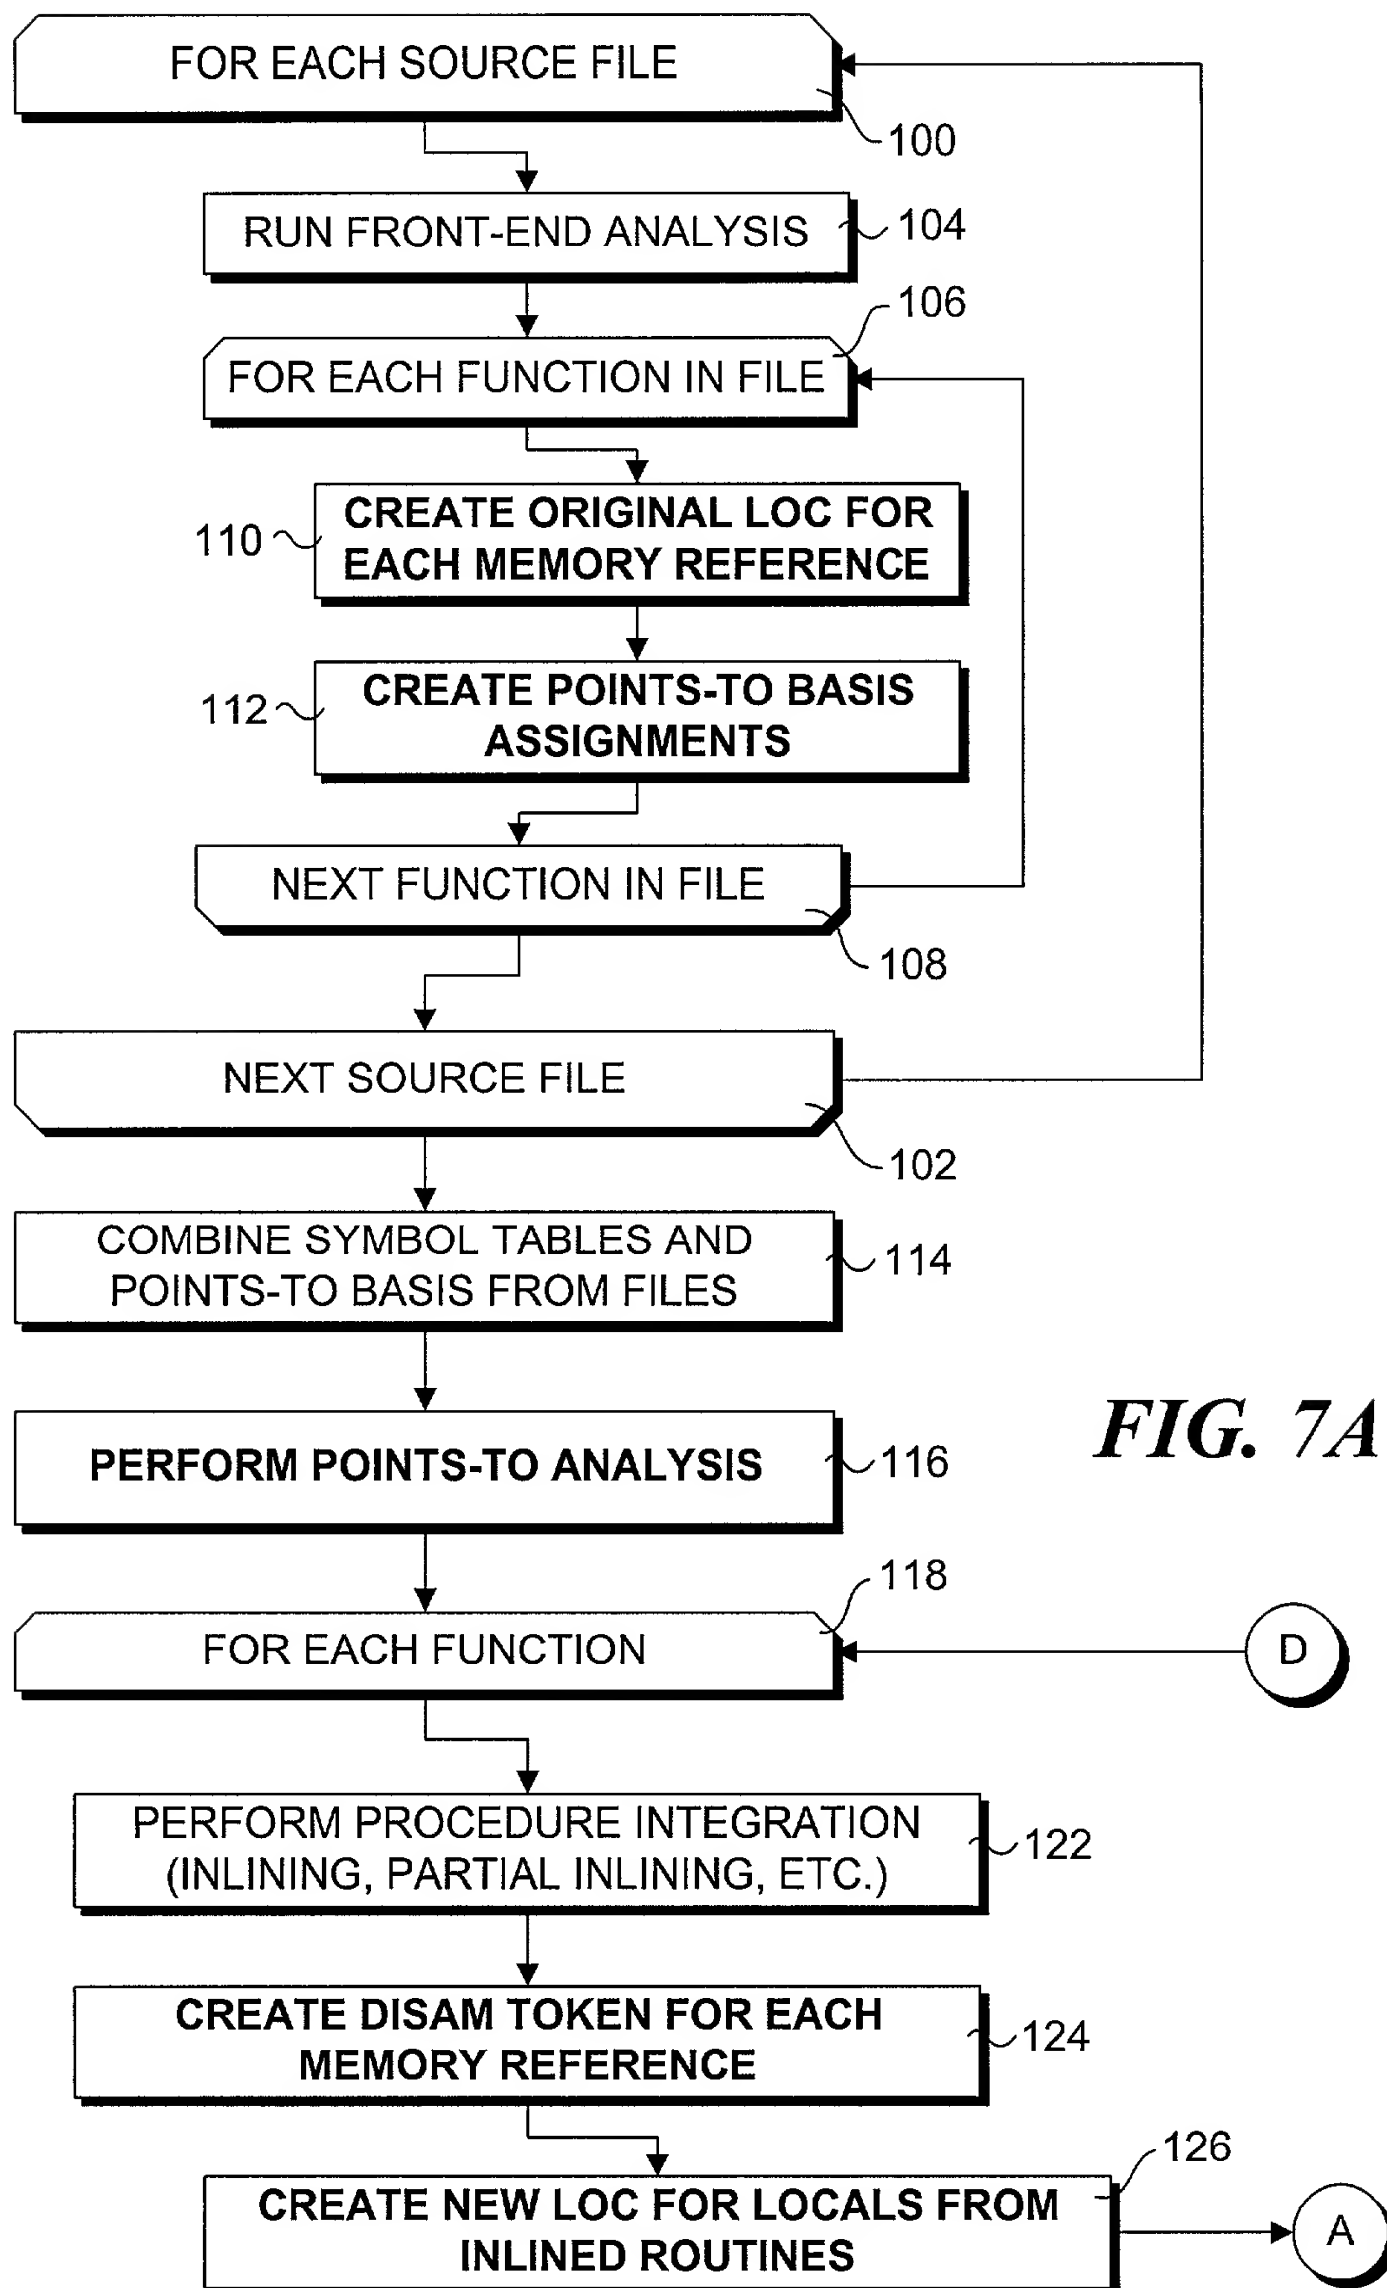 FOR EACH SOURCE FILE
100
RUN FRONT-END ANALYSIS
104
106
FOR EACH FUNCTION IN FILE
110
CREATE ORIGINAL LOC FOR
EACH MEMORY REFERENCE
112
CREATE POINTS-TO BASIS
ASSIGNMENTS
NEXT FUNCTION IN FILE
108
NEXT SOURCE FILE
102
COMBINE SYMBOL TABLES AND
POINTS-TO BASIS FROM FILES
114
PERFORM POINTS-TO ANALYSIS
116
FIG. 7A
118
FOR EACH FUNCTION
D
PERFORM PROCEDURE INTEGRATION
(INLINING, PARTIAL INLINING, ETC.)
122
CREATE DISAM TOKEN FOR EACH
MEMORY REFERENCE
124
126
CREATE NEW LOC FOR LOCALS FROM
INLINED ROUTINES
A